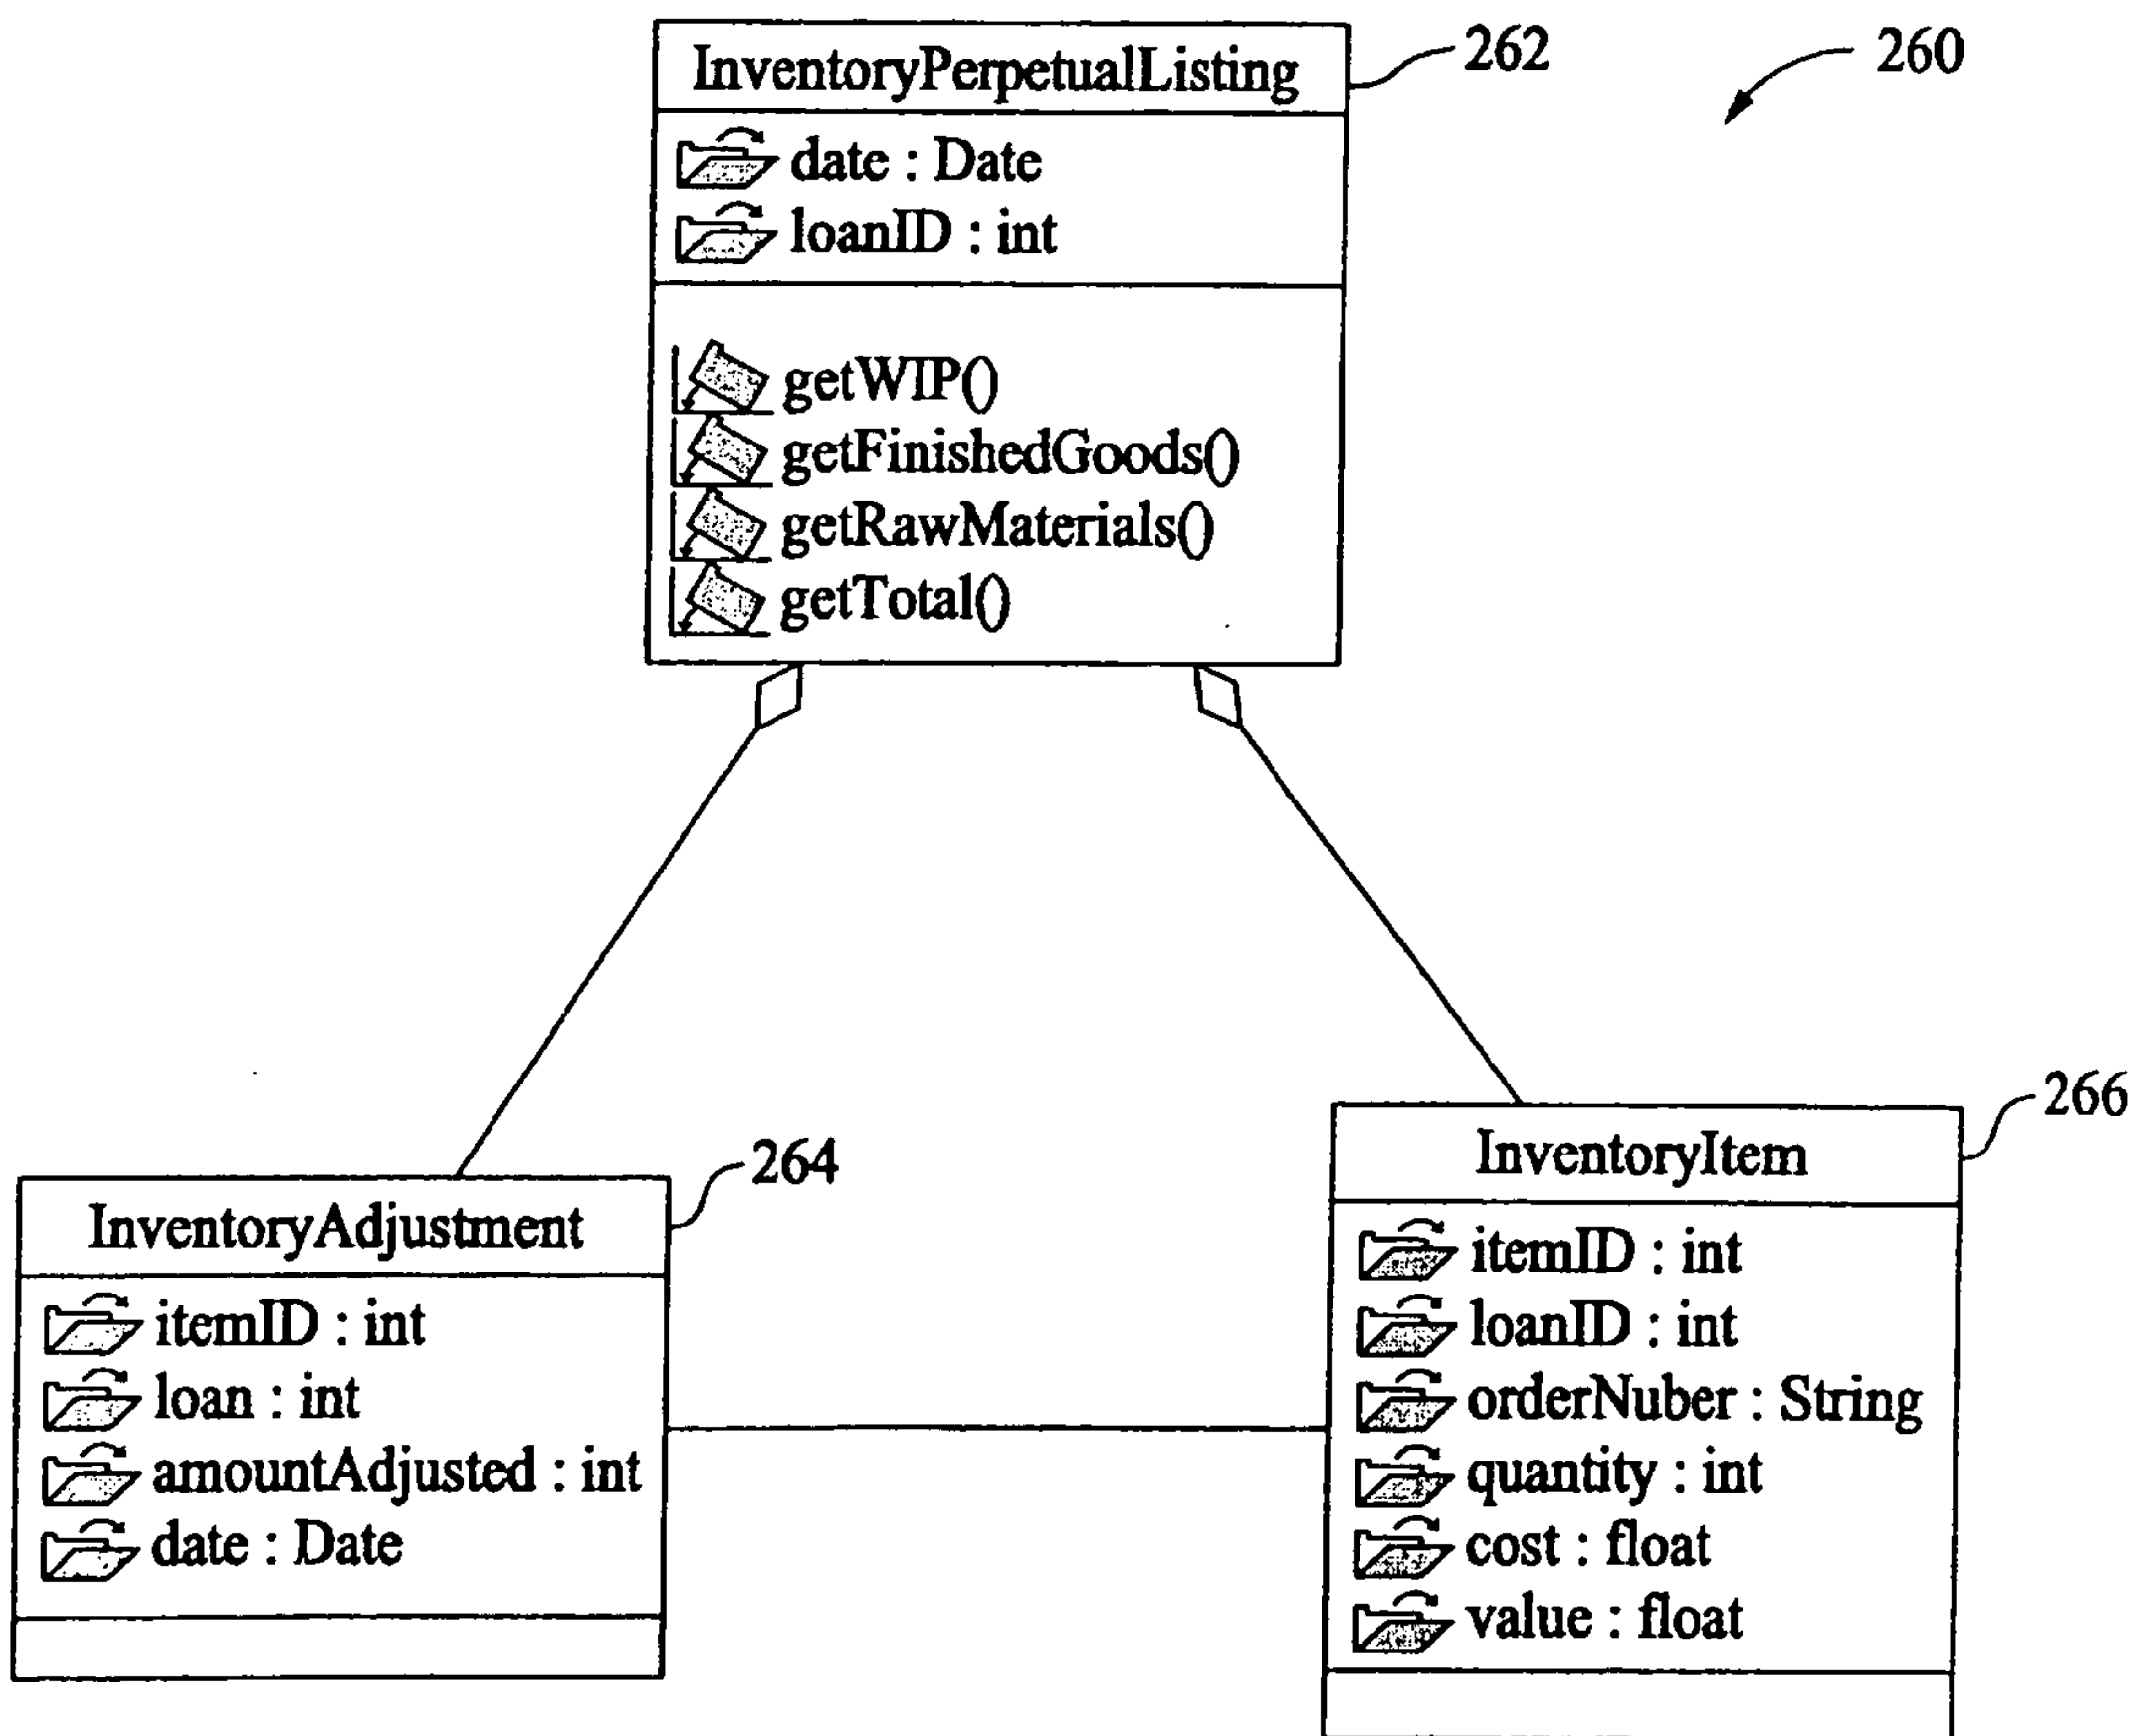 InventoryPerpetualListing
262
260
date : Date
loanID : int
getWIP()
getFinishedGoods()
getRawMaterials()
getTotal()
264
InventoryAdjustment
itemID : int
loan : int
amountAdjusted : int
date : Date
266
InventoryItem
itemID : int
loanID : int
orderNuber : String
quantity : int
cost : float
value : float